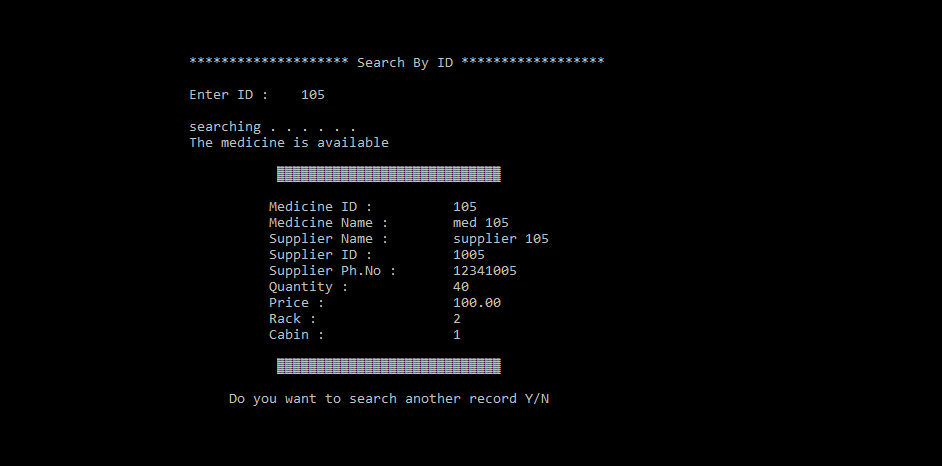 ******************** Search By ID ******************
Enter ID : 105
searching . . . . . .
The medicine is available
Medicine ID : 105
Medicine Name : med 105
Supplier Name : supplier 105
Supplier ID : 1005
Supplier Ph.No : 12341005
Quantity : 40
Price : 100.00
Rack : 2
Cabin : 1
Do you want to search another record Y/N